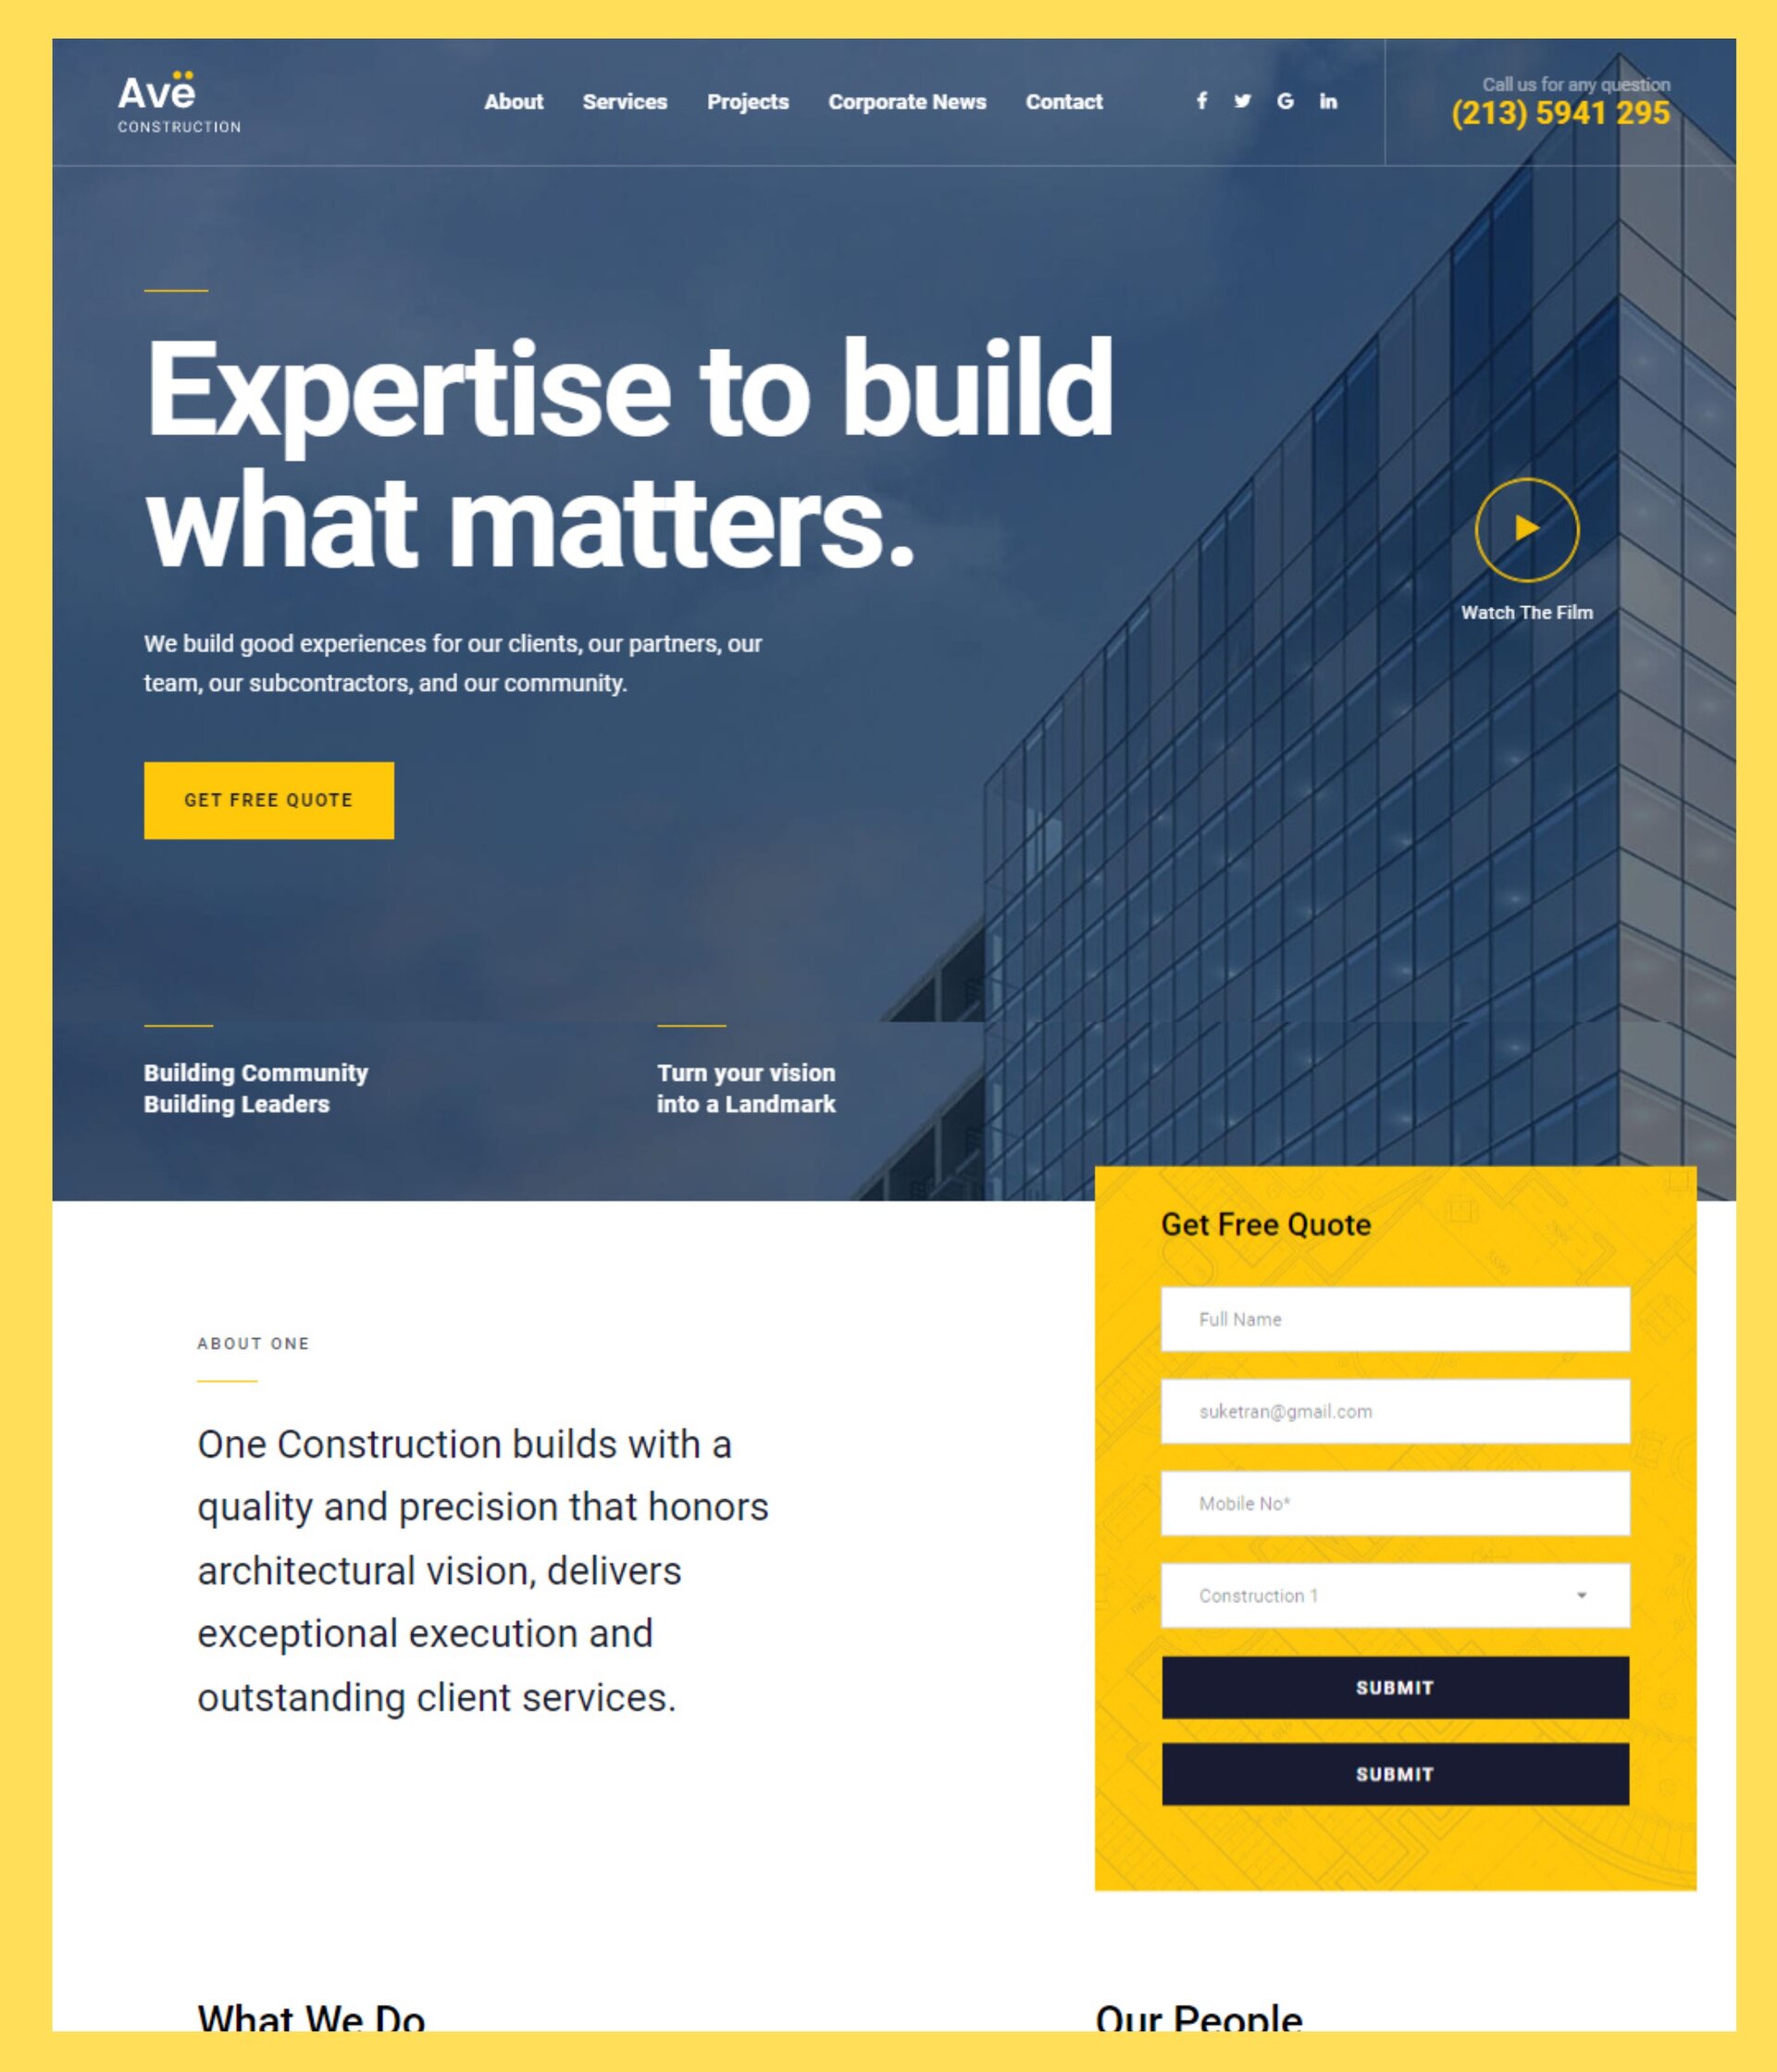 Avë
CONSTRUCTION
About
Services
Projects
Corporate News
Contact
f
G
in
Call us for any question
(213) 5941 295
Expertise to build
what matters.
Watch The Film
We build good experiences for our clients, our partners, our
team, our subcontractors, and our community.
GET FREE QUOTE
Building Community
Building Leaders
Turn your vision
into a Landmark
ABOUT ONE
One Construction builds with a
quality and precision that honors
architectural vision, delivers
exceptional execution and
outstanding client services.
Get Free Quote
Full Name
suketran@gmail.com
Mobile No*
Construction 1
SUBMIT
SUBMIT
What We Do
Our People